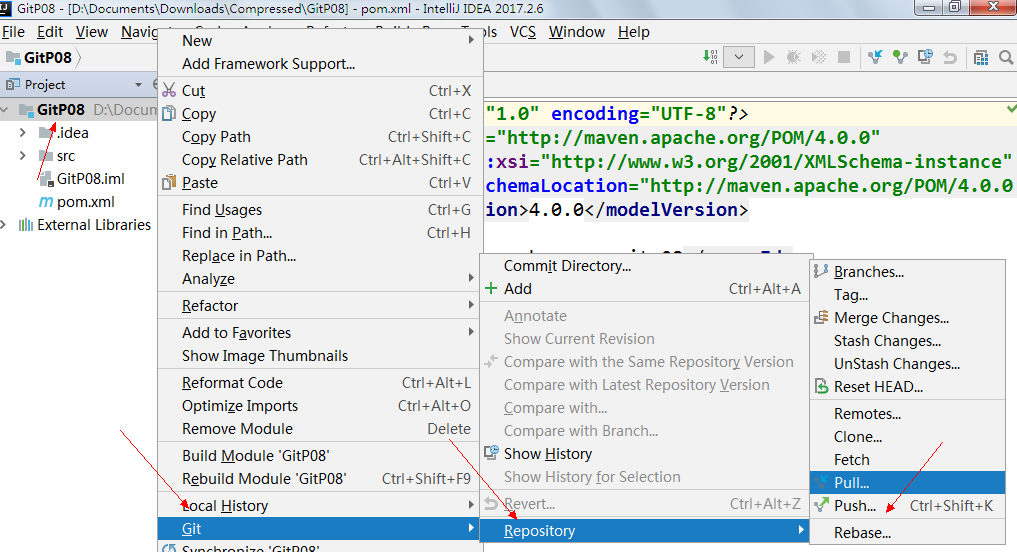 GitP08 - [D:\Documents\Downloads\Compressed\GitP08] - pom.xml - IntelliJ IDEA 2017.2.6
File Edit View Tools VCS Window Help
GitP08
Project
GitP08 D:\Docum
.idea
src
GitP08.iml
pom.xml
External Libraries
New
Add Framework Support...
Cut Ctrl+X
Copy Ctrl+C
Copy Path Ctrl+Shift+C
Copy Relative Path Ctrl+Alt+Shift+C
Paste Ctrl+V
Find Usages Ctrl+G
Find in Path... Ctrl+H
Replace in Path...
Analyze
Refactor
Add to Favorites
Show Image Thumbnails
Reformat Code Ctrl+Alt+L
Optimize Imports Ctrl+Alt+O
Remove Module Delete
Build Module 'GitP08'
Rebuild Module 'GitP08' Ctrl+Shift+F9
Local History
Git
Synchronize 'GitP08'
"1.0" encoding="UTF-8"?>
="http://maven.apache.org/POM/4.0.0"
:xsi="http://www.w3.org/2001/XMLSchema-instance"
chemaLocation="http://maven.apache.org/POM/4.0.0
ion>4.0.0</modelVersion>
Commit Directory...
Add Ctrl+Alt+A
Annotate
Show Current Revision
Compare with the Same Repository Version
Compare with Latest Repository Version
Compare with...
Compare with Branch...
Show History
Show History for Selection
Revert... Ctrl+Alt+Z
Repository
Branches...
Tag...
Merge Changes...
Stash Changes...
UnStash Changes...
Reset HEAD...
Remotes...
Clone...
Fetch
Pull...
Push... Ctrl+Shift+K
Rebase...